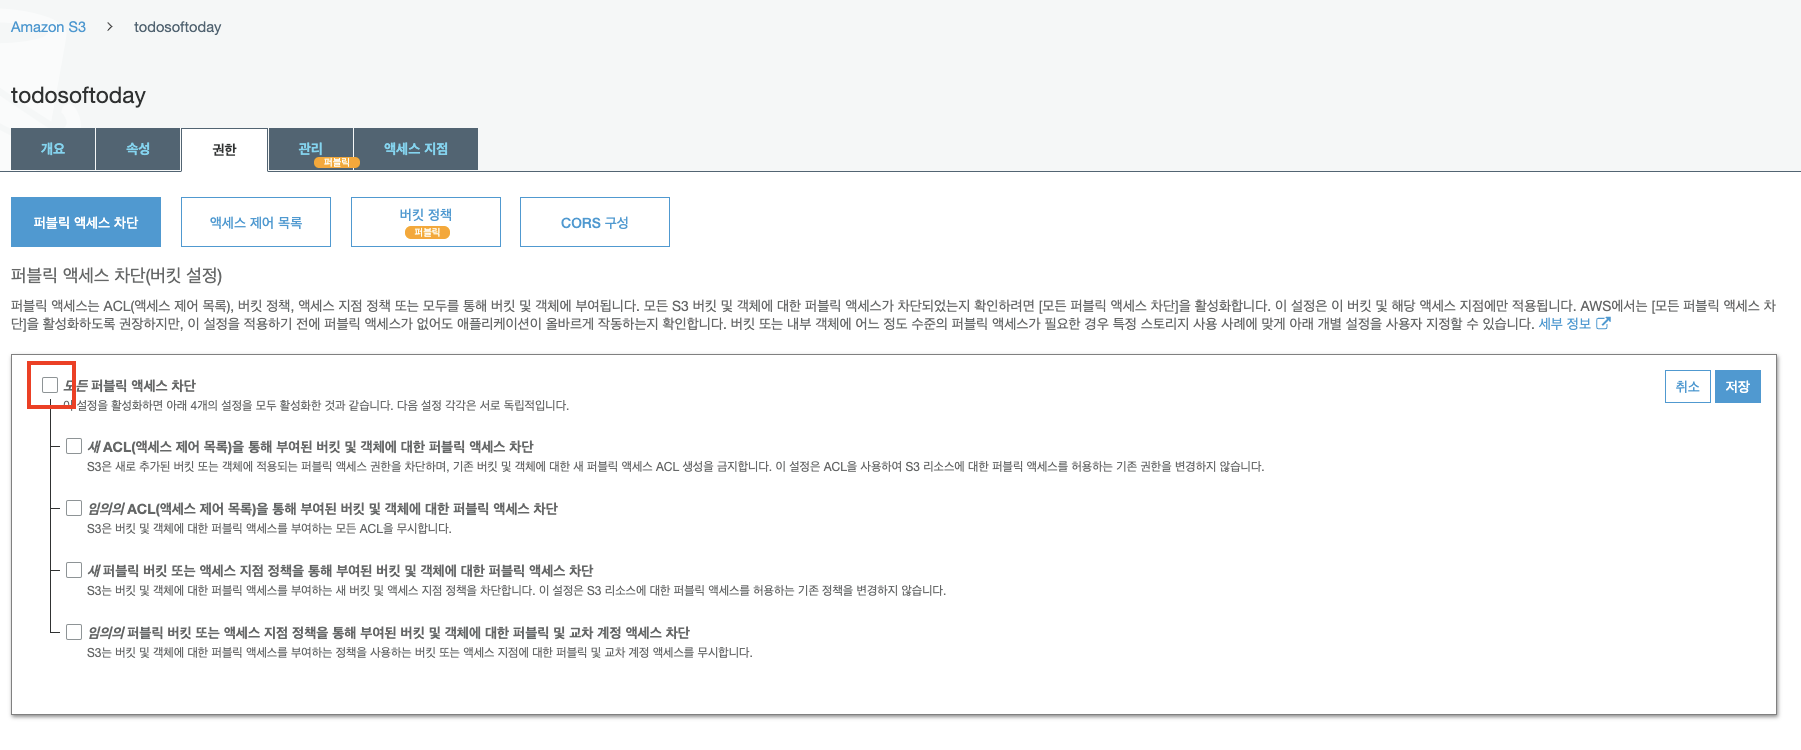 Amazon S3 > todosoftoday
todosoftoday
개요 속성 권한 관리 액세스 지점
퍼블릭
퍼블릭 액세스 차단 액세스 제어 목록 버킷 정책 CORS 구성
퍼블릭
퍼블릭 액세스 차단(버킷 설정)
퍼블릭 액세스는 ACL(액세스 제어 목록), 버킷 정책, 액세스 지점 정책 또는 모두를 통해 버킷 및 객체에 부여됩니다. 모든 S3 버킷 및 객체에 대한 퍼블릭 액세스가 차단되었는지 확인하려면 [모든 퍼블릭 액세스 차단]을 활성화합니다. 이 설정은 이 버킷 및 해당 액세스 지점에만 적용됩니다. AWS에서는 [모든 퍼블릭 액세스 차
단]을 활성화하도록 권장하지만, 이 설정을 적용하기 전에 퍼블릭 액세스가 없어도 애플리케이션이 올바르게 작동하는지 확인합니다. 버킷 또는 내부 객체에 어느 정도 수준의 퍼블릭 액세스가 필요한 경우 특정 스토리지 사용 사례에 맞게 아래 개별 설정을 사용자 지정할 수 있습니다. 세부 정보
모든 퍼블릭 액세스 차단
취소 저장
이 설정을 활성화하면 아래 4개의 설정을 모두 활성화한 것과 같습니다. 다음 설정 각각은 서로 독립적입니다.
새 ACL(액세스 제어 목록)을 통해 부여된 버킷 및 객체에 대한 퍼블릭 액세스 차단
S3은 새로 추가된 버킷 또는 객체에 적용되는 퍼블릭 액세스 권한을 차단하며, 기존 버킷 및 객체에 대한 새 퍼블릭 액세스 ACL 생성을 금지합니다. 이 설정은 ACL을 사용하여 S3 리소스에 대한 퍼블릭 액세스를 허용하는 기존 권한을 변경하지 않습니다.
임의의 ACL(액세스 제어 목록)을 통해 부여된 버킷 및 객체에 대한 퍼블릭 액세스 차단
S3은 버킷 및 객체에 대한 퍼블릭 액세스를 부여하는 모든 ACL을 무시합니다.
새 퍼블릭 버킷 또는 액세스 지점 정책을 통해 부여된 버킷 및 객체에 대한 퍼블릭 액세스 차단
S3는 버킷 및 객체에 대한 퍼블릭 액세스를 부여하는 새 버킷 및 액세스 지점 정책을 차단합니다. 이 설정은 S3 리소스에 대한 퍼블릭 액세스를 허용하는 기존 정책을 변경하지 않습니다.
임의의 퍼블릭 버킷 또는 액세스 지점 정책을 통해 부여된 버킷 및 객체에 대한 퍼블릭 및 교차 계정 액세스 차단
S3는 버킷 및 객체에 대한 퍼블릭 액세스를 부여하는 정책을 사용하는 버킷 또는 액세스 지점에 대한 퍼블릭 및 교차 계정 액세스를 무시합니다.